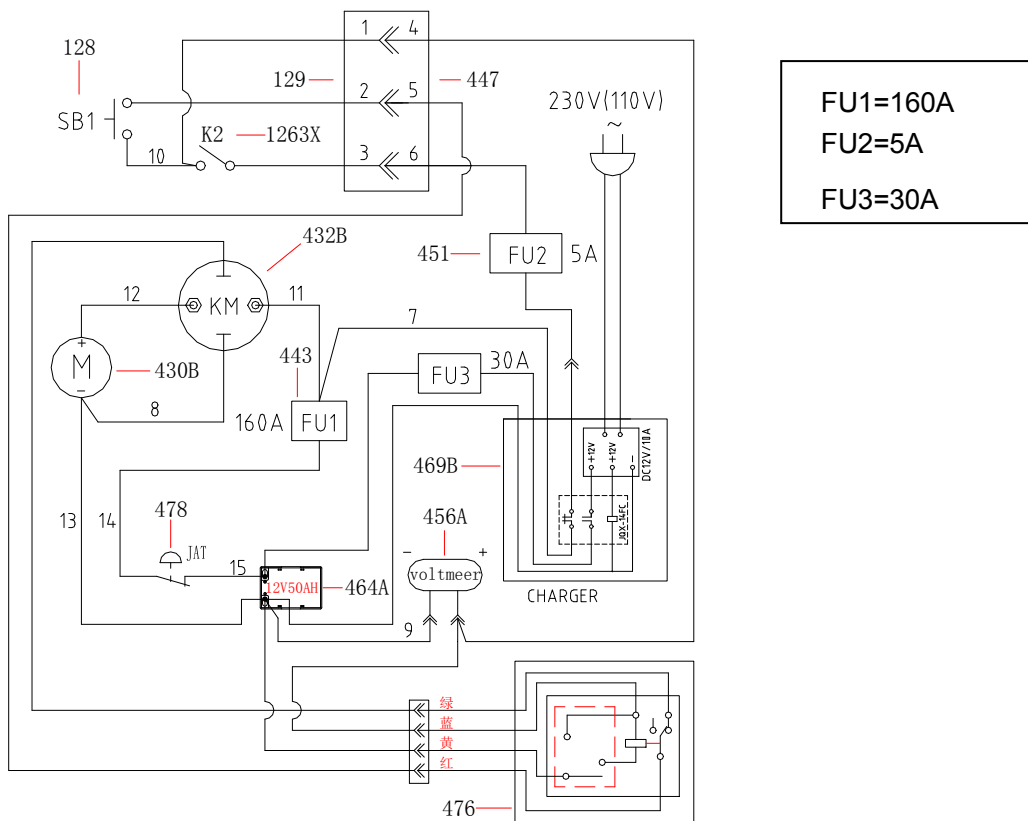 1 4
128
129
2 5
447
230V(110V)
~
SB1
K2
1263X
10
3 6
FU1=160A
FU2=5A
FU3=30A
432B
451
FU2
5A
12
KM
11
7
M
+
-
430B
443
FU3
30A
8
160A
FU1
+12V
+12V
-
DC12V/10A
469B
JQX-14FC
13
14
478
JAT
456A
-
+
15
12V50AH
464A
voltmeer
CHARGER
9
绿
蓝
黄
红
476